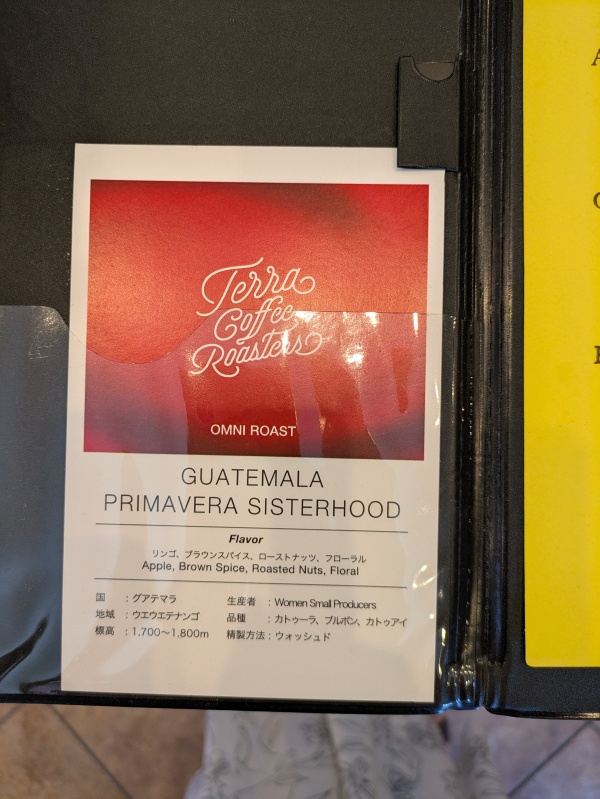 Terra
Coffee
Roasters
OMNI ROAST
GUATEMALA
PRIMAVERA SISTERHOOD
Flavor
リンゴ、ブラウンスパイス、ローストナッツ、フローラル
Apple, Brown Spice, Roasted Nuts, Floral
国 : グアテマラ
生産者 : Women Small Producers
地域 : ウエウエテナンゴ
品種 : カトゥーラ、ブルボン、カトゥアイ
標高 : 1,700〜1,800m
精製方法 : ウォッシュド